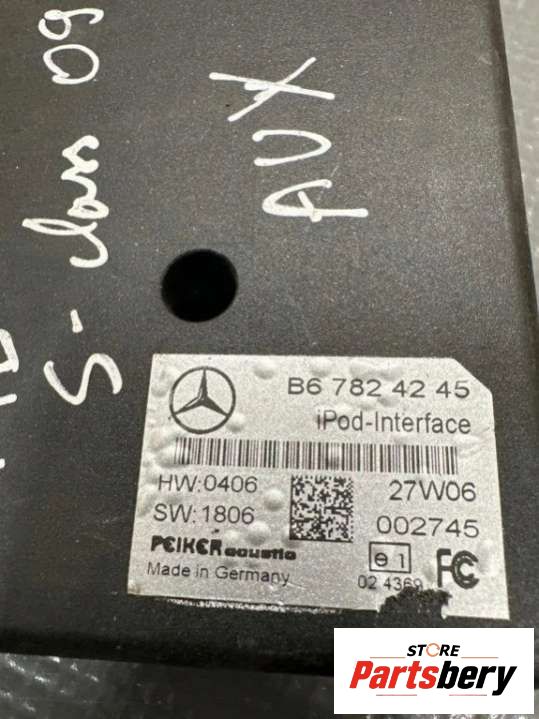 S-class 09
AUX
B6 782 42 45
iPod-Interface
HW:0406
27W06
SW:1806
002745
PEIKER acustic
Made in Germany
e1
02 4369
FC
STORE
Partsbery